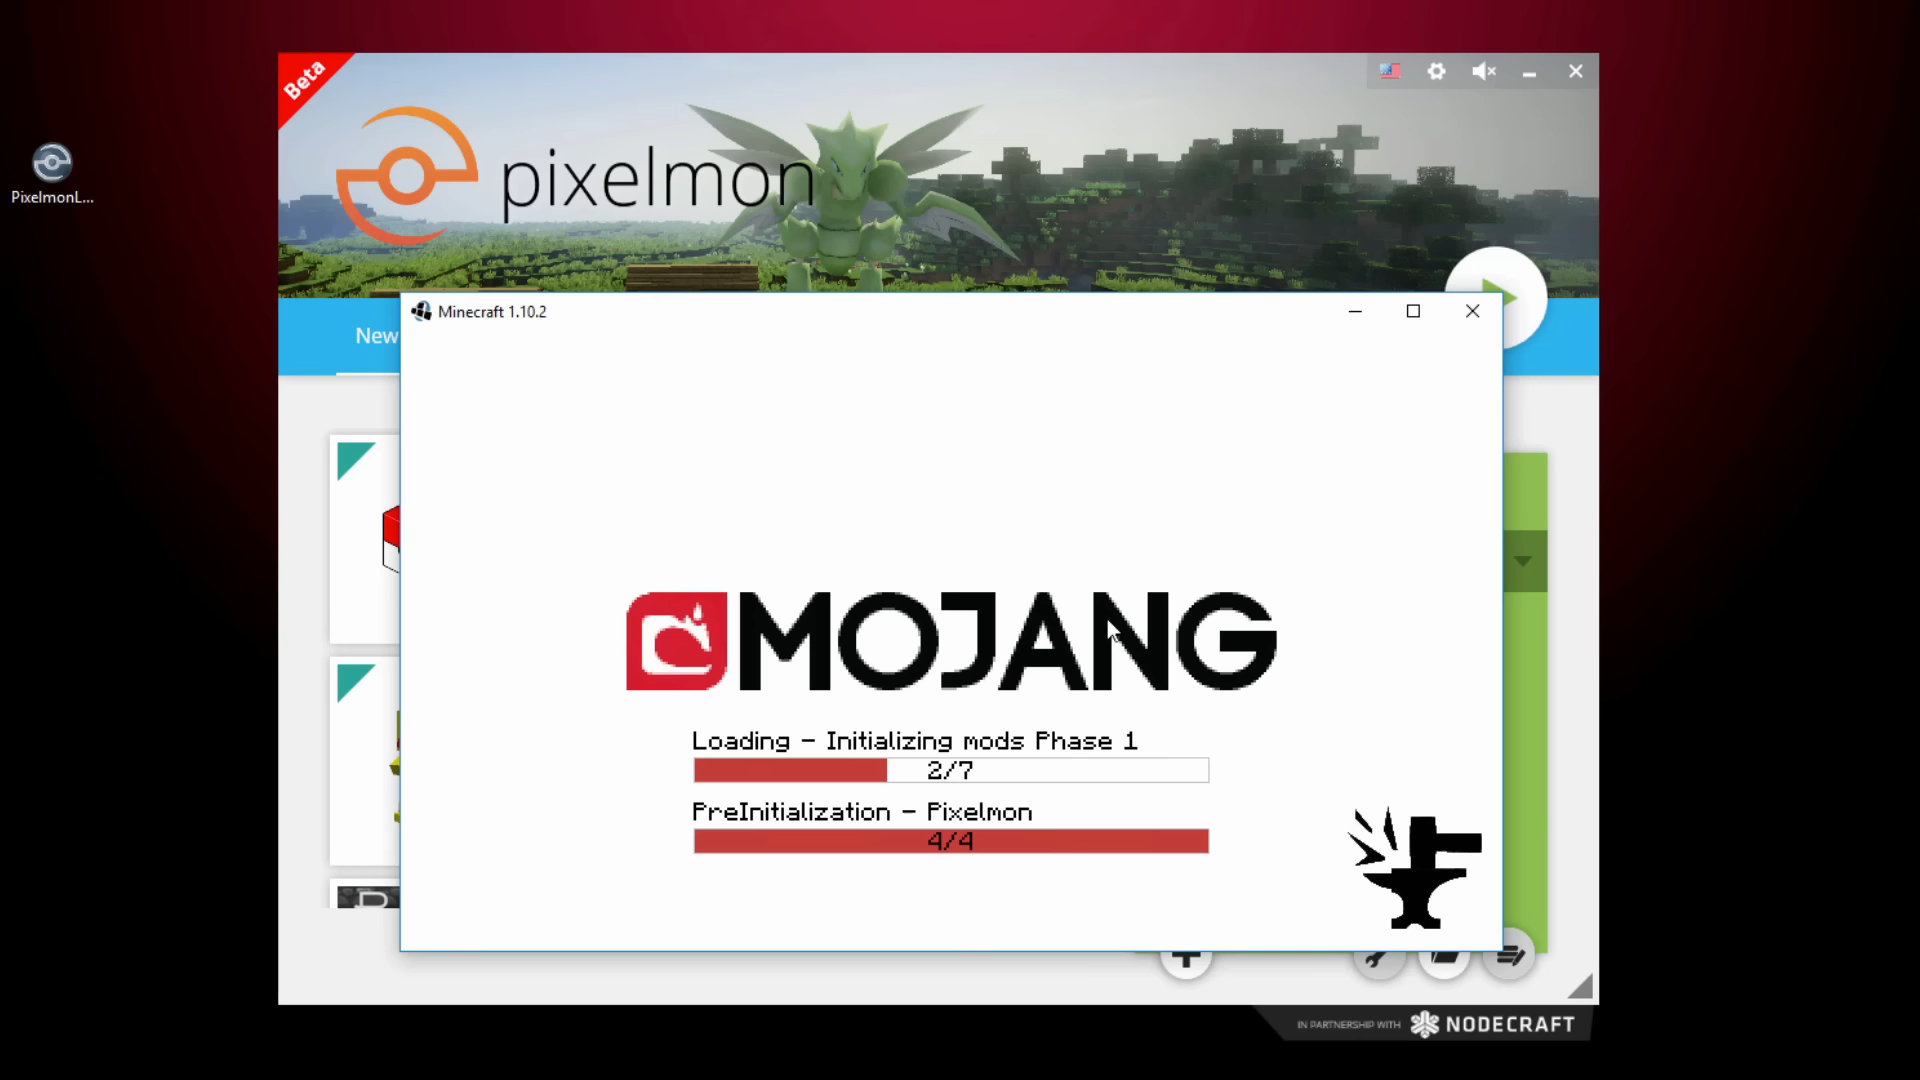 Beta
pixelmon
PixelmonL...
Minecraft 1.10.2
New
MOJANG
Loading - Initializing mods Phase 1
2/7
PreInitialization - Pixelmon
4/4
IN PARTNERSHIP WITH NODECRAFT